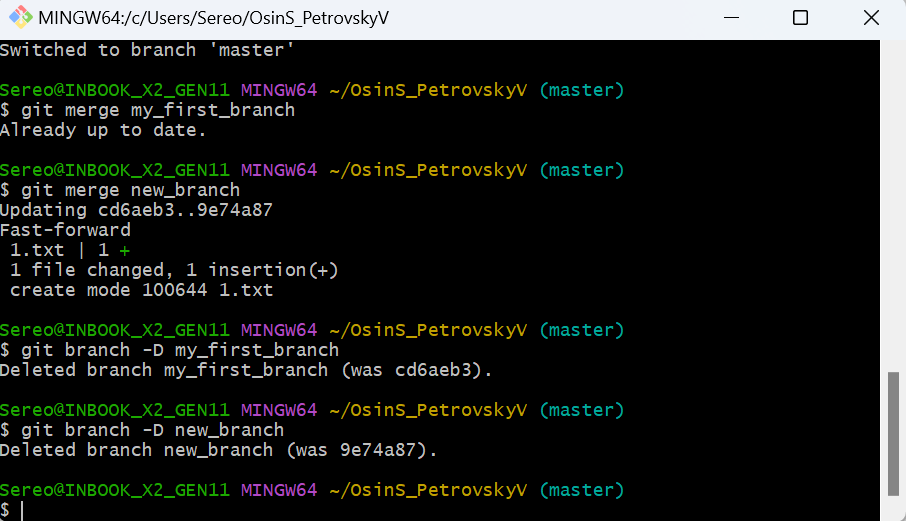 MINGW64:/c/Users/Sereo/OsinS_PetrovskyV
Switched to branch 'master'
Sereo@INBOOK_X2_GEN11 MINGW64 ~/OsinS_PetrovskyV (master)
$ git merge my_first_branch
Already up to date.
Sereo@INBOOK_X2_GEN11 MINGW64 ~/OsinS_PetrovskyV (master)
$ git merge new_branch
Updating cd6aeb3..9e74a87
Fast-forward
 1.txt | 1 +
 1 file changed, 1 insertion(+)
 create mode 100644 1.txt
Sereo@INBOOK_X2_GEN11 MINGW64 ~/OsinS_PetrovskyV (master)
$ git branch -D my_first_branch
Deleted branch my_first_branch (was cd6aeb3).
Sereo@INBOOK_X2_GEN11 MINGW64 ~/OsinS_PetrovskyV (master)
$ git branch -D new_branch
Deleted branch new_branch (was 9e74a87).
Sereo@INBOOK_X2_GEN11 MINGW64 ~/OsinS_PetrovskyV (master)
$